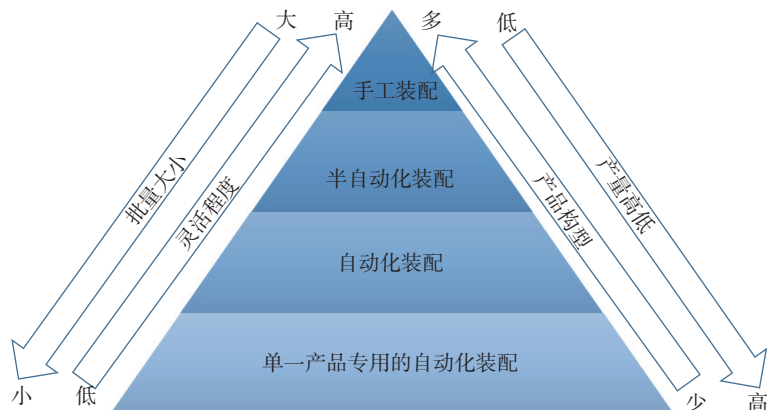 大 高 多 低
手工装配
半自动化装配
自动化装配
单一产品专用的自动化装配
批量大小
灵活程度
产品构型
产量高低
小 低 少 高